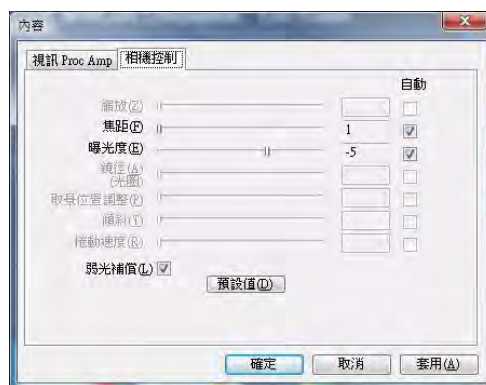 內容
視訊 Proc Amp 相機控制
自動
縮放(Z)
焦距(F) 1
曝光度(E) -5
鏡徑(A)
(光圈)
取景位置調整(P)
傾斜(T)
捲動速度(R)
弱光補償(L)
預設值(D)
確定 取消 套用(A)